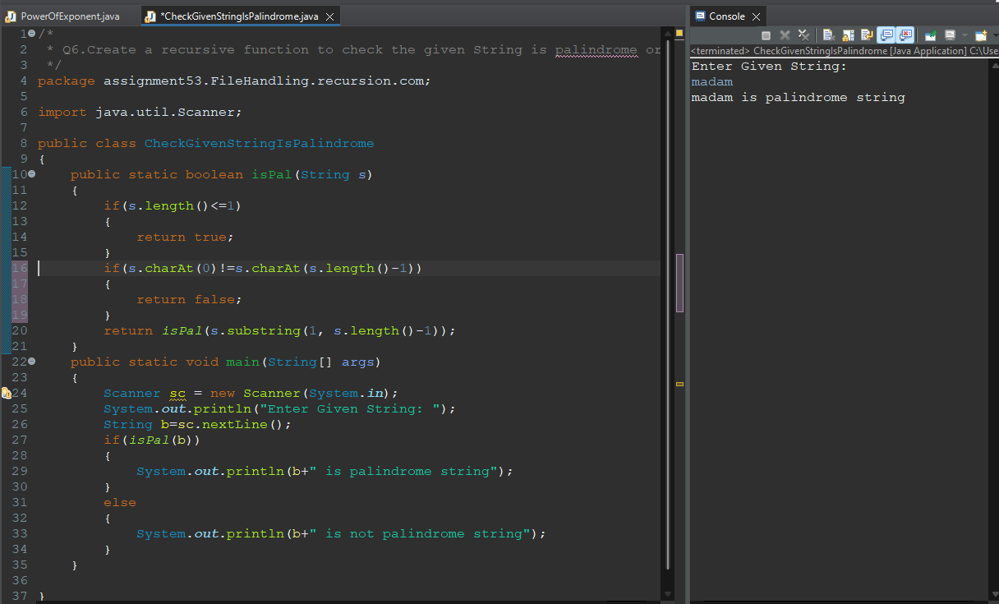 PowerOfExponent.java
*CheckGivenStringIsPalindrome.java
1 /*
2 * Q6.Create a recursive function to check the given String is palindrome or
3 */
4 package assignment53.FileHandling.recursion.com;
5
6 import java.util.Scanner;
7
8 public class CheckGivenStringIsPalindrome
9 {
10 public static boolean isPal(String s)
11 {
12 if(s.length()<=1)
13 {
14 return true;
15 }
16 if(s.charAt(0)!=s.charAt(s.length()-1))
17 {
18 return false;
19 }
20 return isPal(s.substring(1, s.length()-1));
21 }
22 public static void main(String[] args)
23 {
24 Scanner sc = new Scanner(System.in);
25 System.out.println("Enter Given String: ");
26 String b=sc.nextLine();
27 if(isPal(b))
28 {
29 System.out.println(b+" is palindrome string");
30 }
31 else
32 {
33 System.out.println(b+" is not palindrome string");
34 }
35 }
36
37 }
Console
<terminated> CheckGivenStringIsPalindrome [Java Application] C:\Use
Enter Given String:
madam
madam is palindrome string